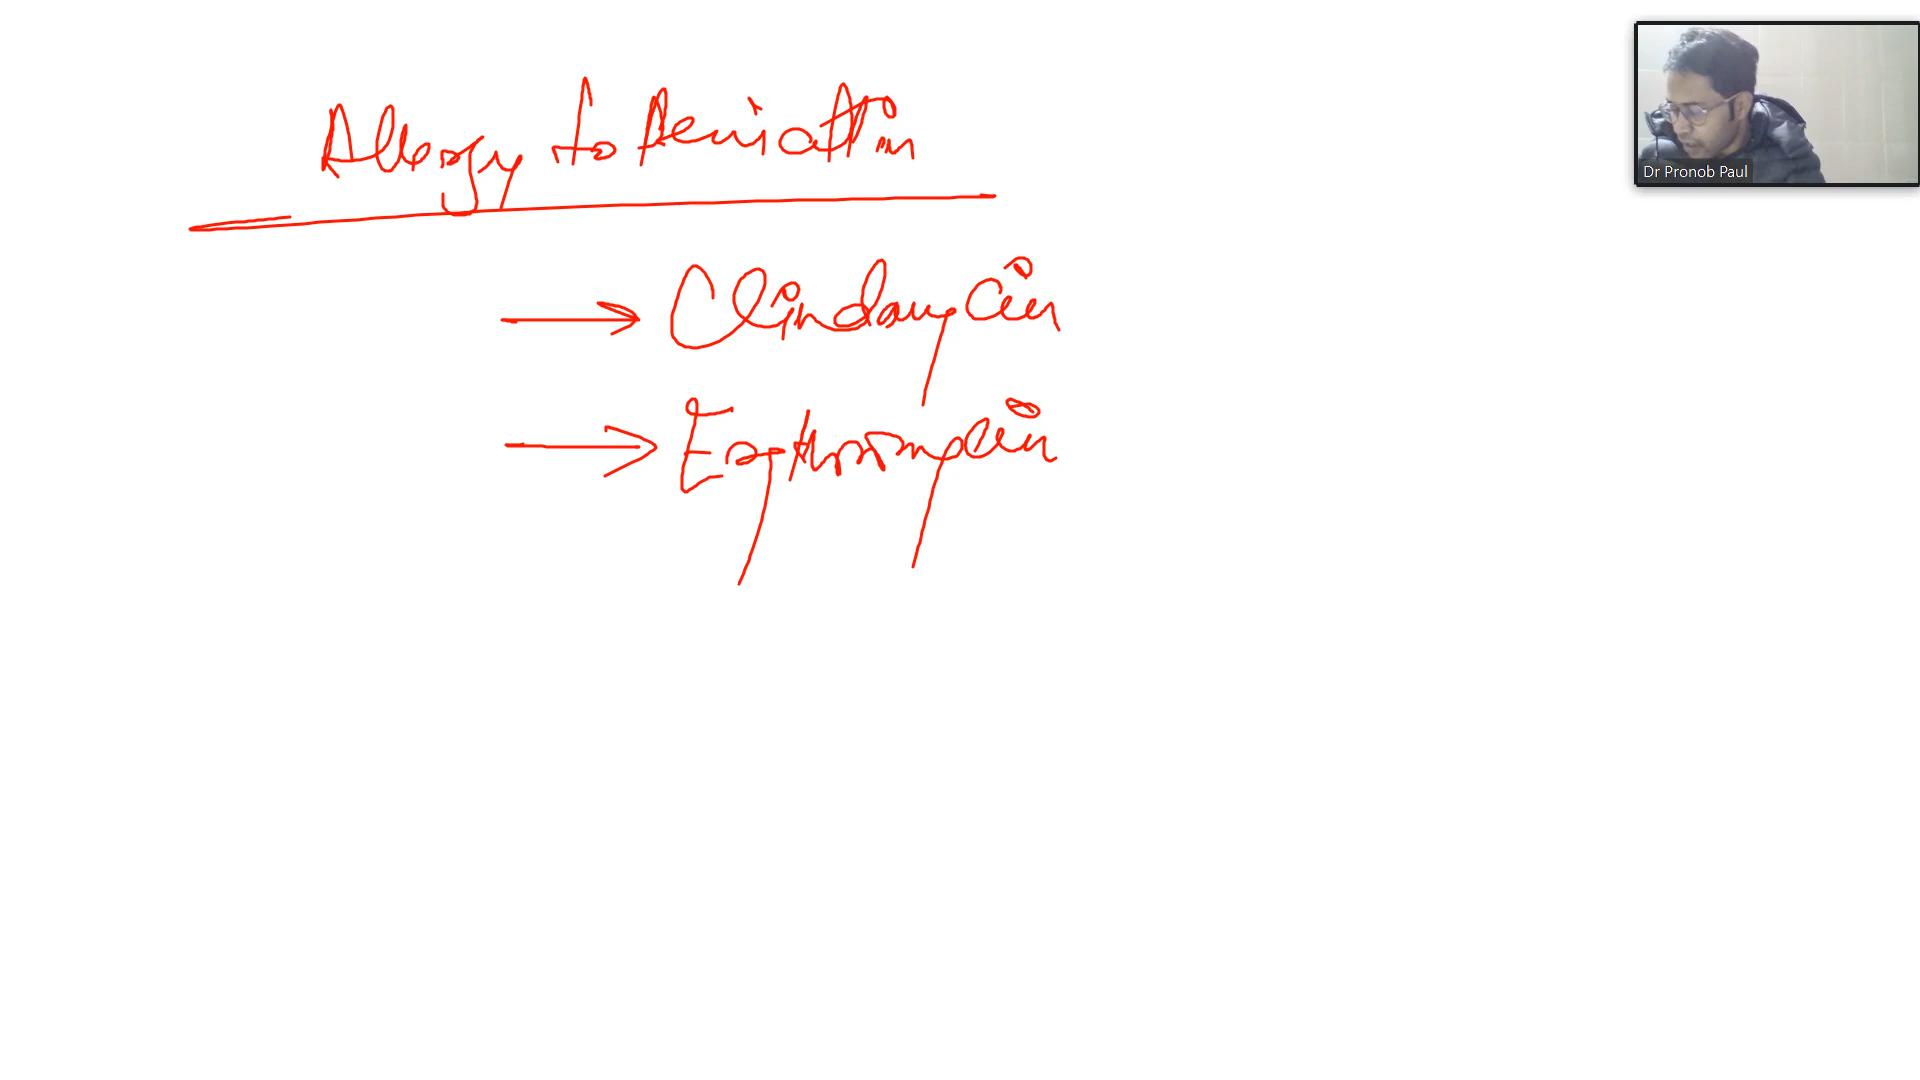 Allergy to Penicillin
→ Clindamycin
→ Erythromycin
Dr Pronob Paul